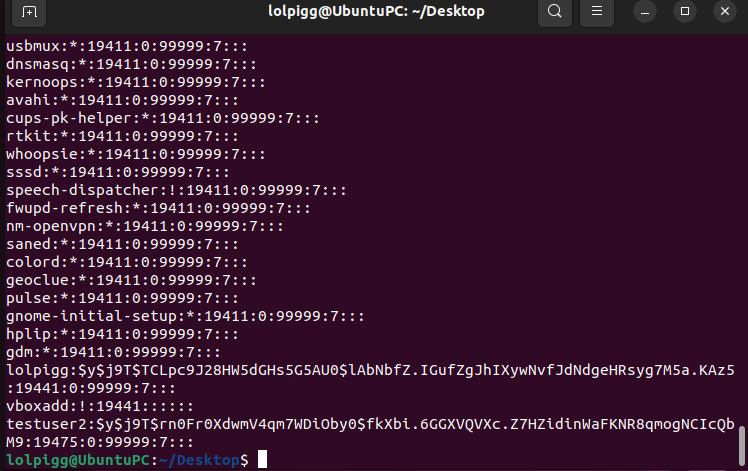 lolpigg@UbuntuPC: ~/Desktop
usbmux:*:19411:0:99999:7:::
dnsmasq:*:19411:0:99999:7:::
kernoops:*:19411:0:99999:7:::
avahi:*:19411:0:99999:7:::
cups-pk-helper:*:19411:0:99999:7:::
rtkit:*:19411:0:99999:7:::
whoopsie:*:19411:0:99999:7:::
sssd:*:19411:0:99999:7:::
speech-dispatcher:!:19411:0:99999:7:::
fwupd-refresh:*:19411:0:99999:7:::
nm-openvpn:*:19411:0:99999:7:::
saned:*:19411:0:99999:7:::
colord:*:19411:0:99999:7:::
geoclue:*:19411:0:99999:7:::
pulse:*:19411:0:99999:7:::
gnome-initial-setup:*:19411:0:99999:7:::
hplip:*:19411:0:99999:7:::
gdm:*:19411:0:99999:7:::
lolpigg:$y$j9T$TCLpc9J28HW5dGHs5G5AU0$lAbNbfZ.IGufZgJhIXywNvfJdNdgeHRsyg7M5a.KAz5
:19441:0:99999:7:::
vboxadd:!:19441::::::
testuser2:$y$j9T$rn0Fr0XdwmV4qm7WDiOby0$fkXbi.6GGXVQVXc.Z7HZidinWaFKNR8qmogNCIcQb
M9:19475:0:99999:7:::
lolpigg@UbuntuPC:~/Desktop$